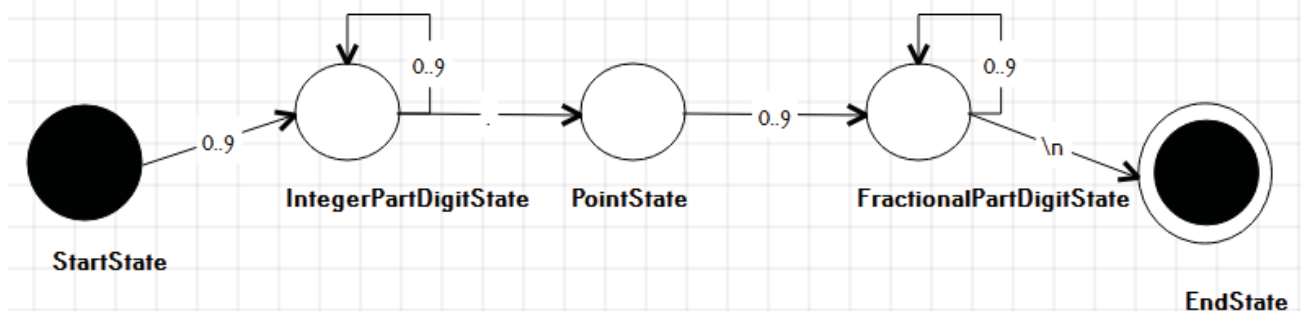 0..9
0..9
0..9
.
0..9
\n
IntegerPartDigitState
PointState
FractionalPartDigitState
StartState
EndState